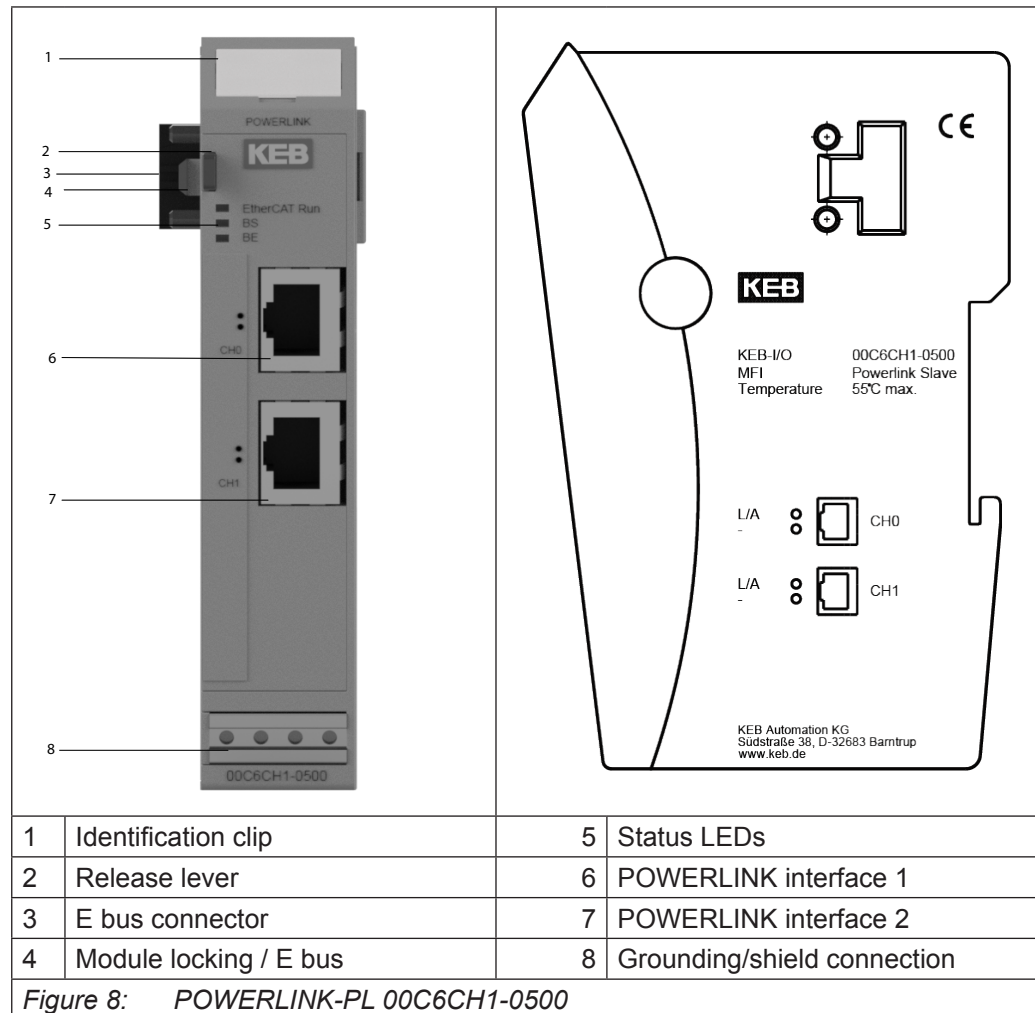 1
POWERLINK
KEB
2
3
4
EtherCAT Run
5
BS
BE
6
CH0
7
CH1
8
00C6CH1-0500
CE
KEB
KEB-I/O 00C6CH1-0500
MFI Powerlink Slave
Temperature 55°C max.
L/A CH0
-
L/A CH1
-
KEB Automation KG
Südstraße 38, D-32683 Barntrup
www.keb.de
1 Identification clip 5 Status LEDs
2 Release lever 6 POWERLINK interface 1
3 E bus connector 7 POWERLINK interface 2
4 Module locking / E bus 8 Grounding/shield connection
Figure 8: POWERLINK-PL 00C6CH1-0500